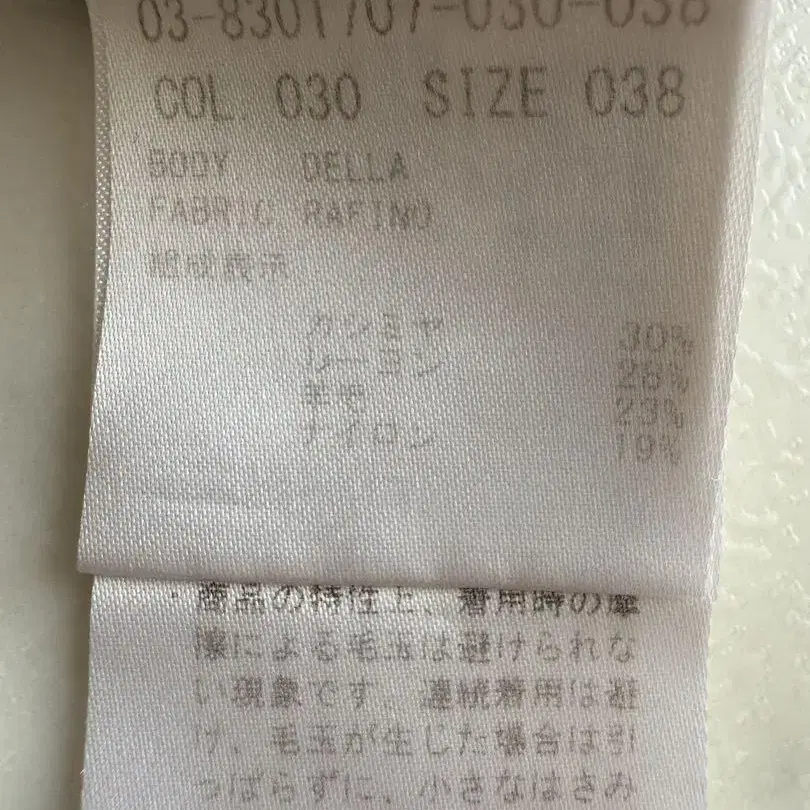 03-8301707-030-038
COL. 030 SIZE 038
BODY DELLA
FABRIC RAFINO
組成表示
カシミヤ 30%
レーヨン 28%
羊毛 23%
ナイロン 19%
・商品の特性上、着用時の摩
擦による毛玉は避けられな
い現象です、連続着用は避
け、毛玉が生じた場合は引
っぱらずに、小さなはさみ